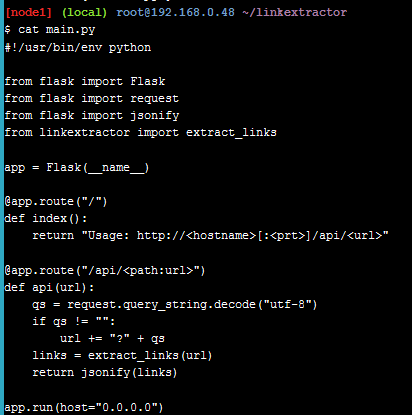 [node1] (local) root@192.168.0.48 ~/linkextractor
$ cat main.py
#!/usr/bin/env python

from flask import Flask
from flask import request
from flask import jsonify
from linkextractor import extract_links

app = Flask(__name__)

@app.route("/")
def index():
    return "Usage: http://<hostname>[:<prt>]/api/<url>"

@app.route("/api/<path:url>")
def api(url):
    qs = request.query_string.decode("utf-8")
    if qs != "":
        url += "?" + qs
    links = extract_links(url)
    return jsonify(links)

app.run(host="0.0.0.0")